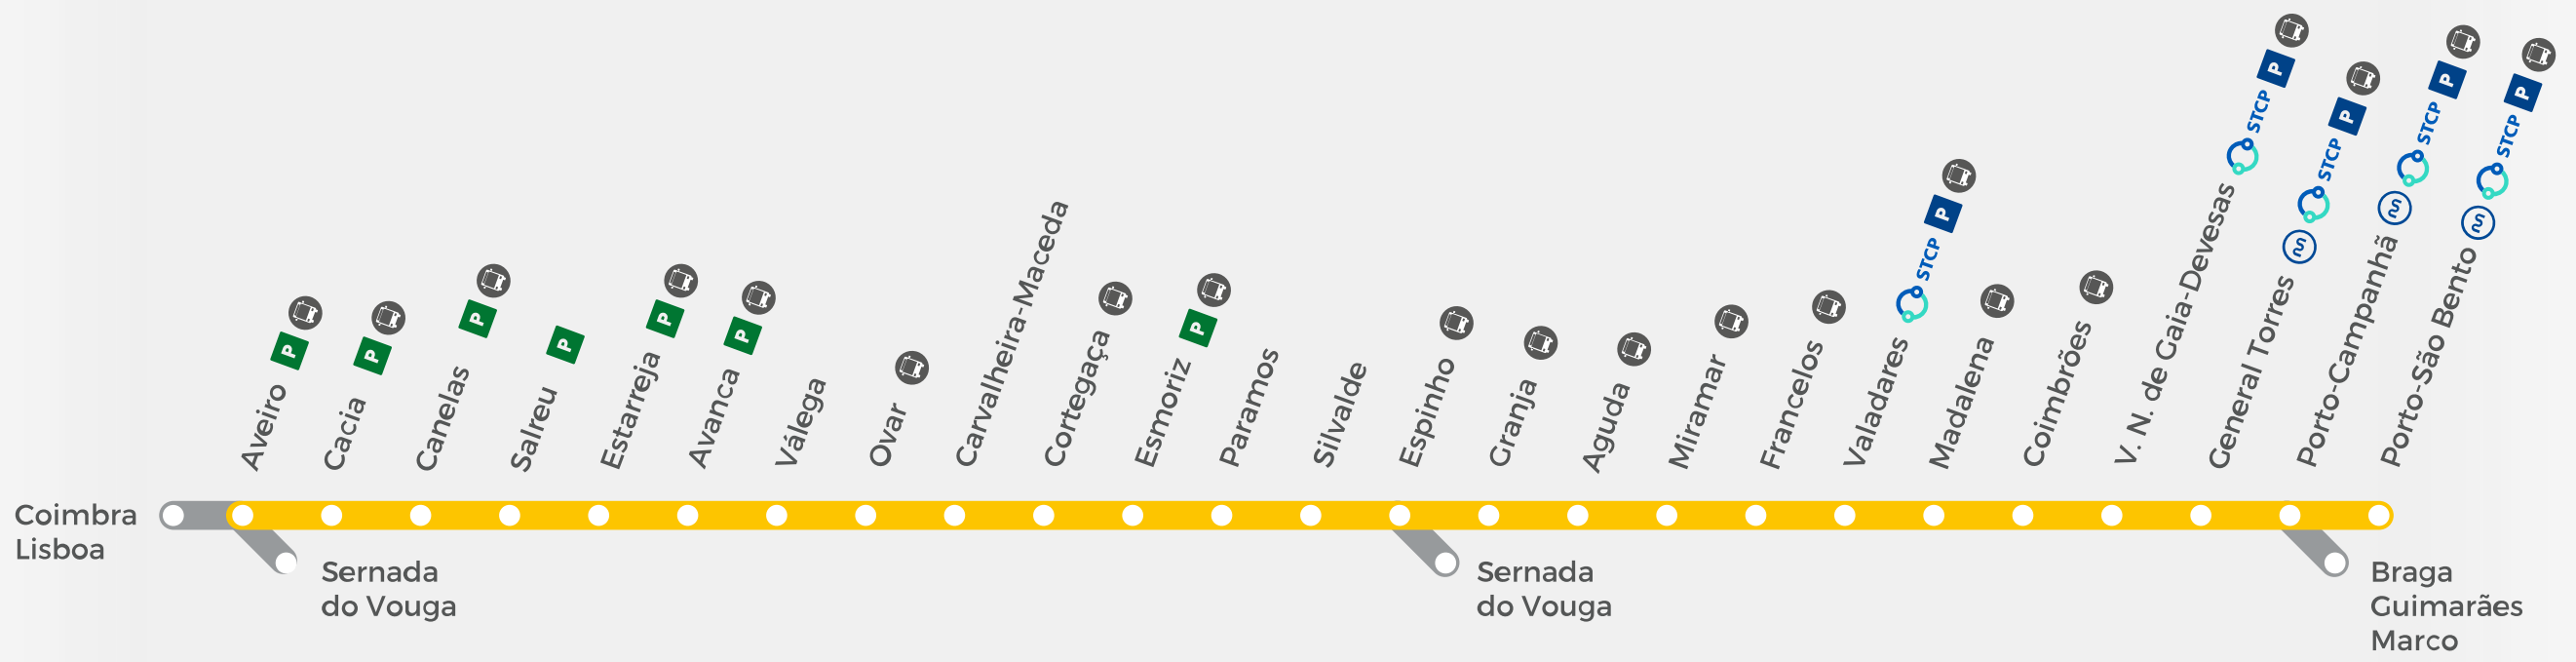 Aveiro P
Cacia P
Canelas P
Salreu P
Estarreja P
Avanca P
Válega
Ovar
Carvalheira-Maceda
Cortegaça
Esmoriz P
Paramos
Silvalde
Espinho
Granja
Aguda
Miramar
Francelos
Valadares STCP P
Madalena
Coimbrões
V. N. de Gaia-Devesas STCP P
General Torres STCP P
Porto-Campanhã STCP P
Porto-São Bento STCP P
Coimbra
Lisboa
Sernada
do Vouga
Sernada
do Vouga
Braga
Guimarães
Marco